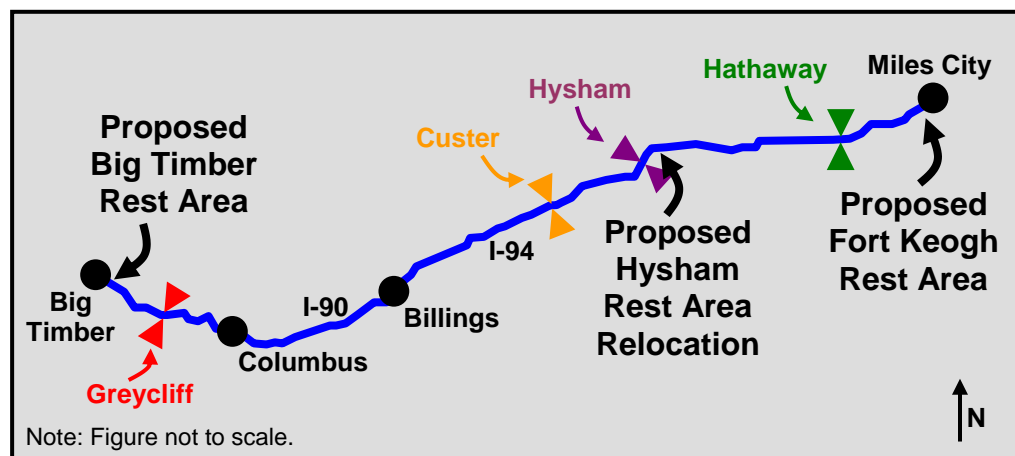 Proposed
Big Timber
Rest Area
Big
Timber
Greycliff
Columbus
I-90
Billings
I-94
Custer
Hysham
Proposed
Hysham
Rest Area
Relocation
Hathaway
Miles City
Proposed
Fort Keogh
Rest Area
N
Note: Figure not to scale.